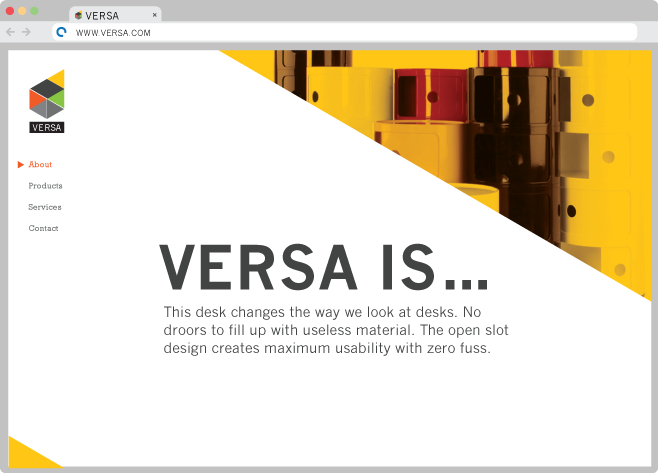 VERSA
WWW.VERSA.COM
VERSA
About
Products
Services
Contact
VERSA IS...
This desk changes the way we look at desks. No
droors to fill up with useless material. The open slot
design creates maximum usability with zero fuss.